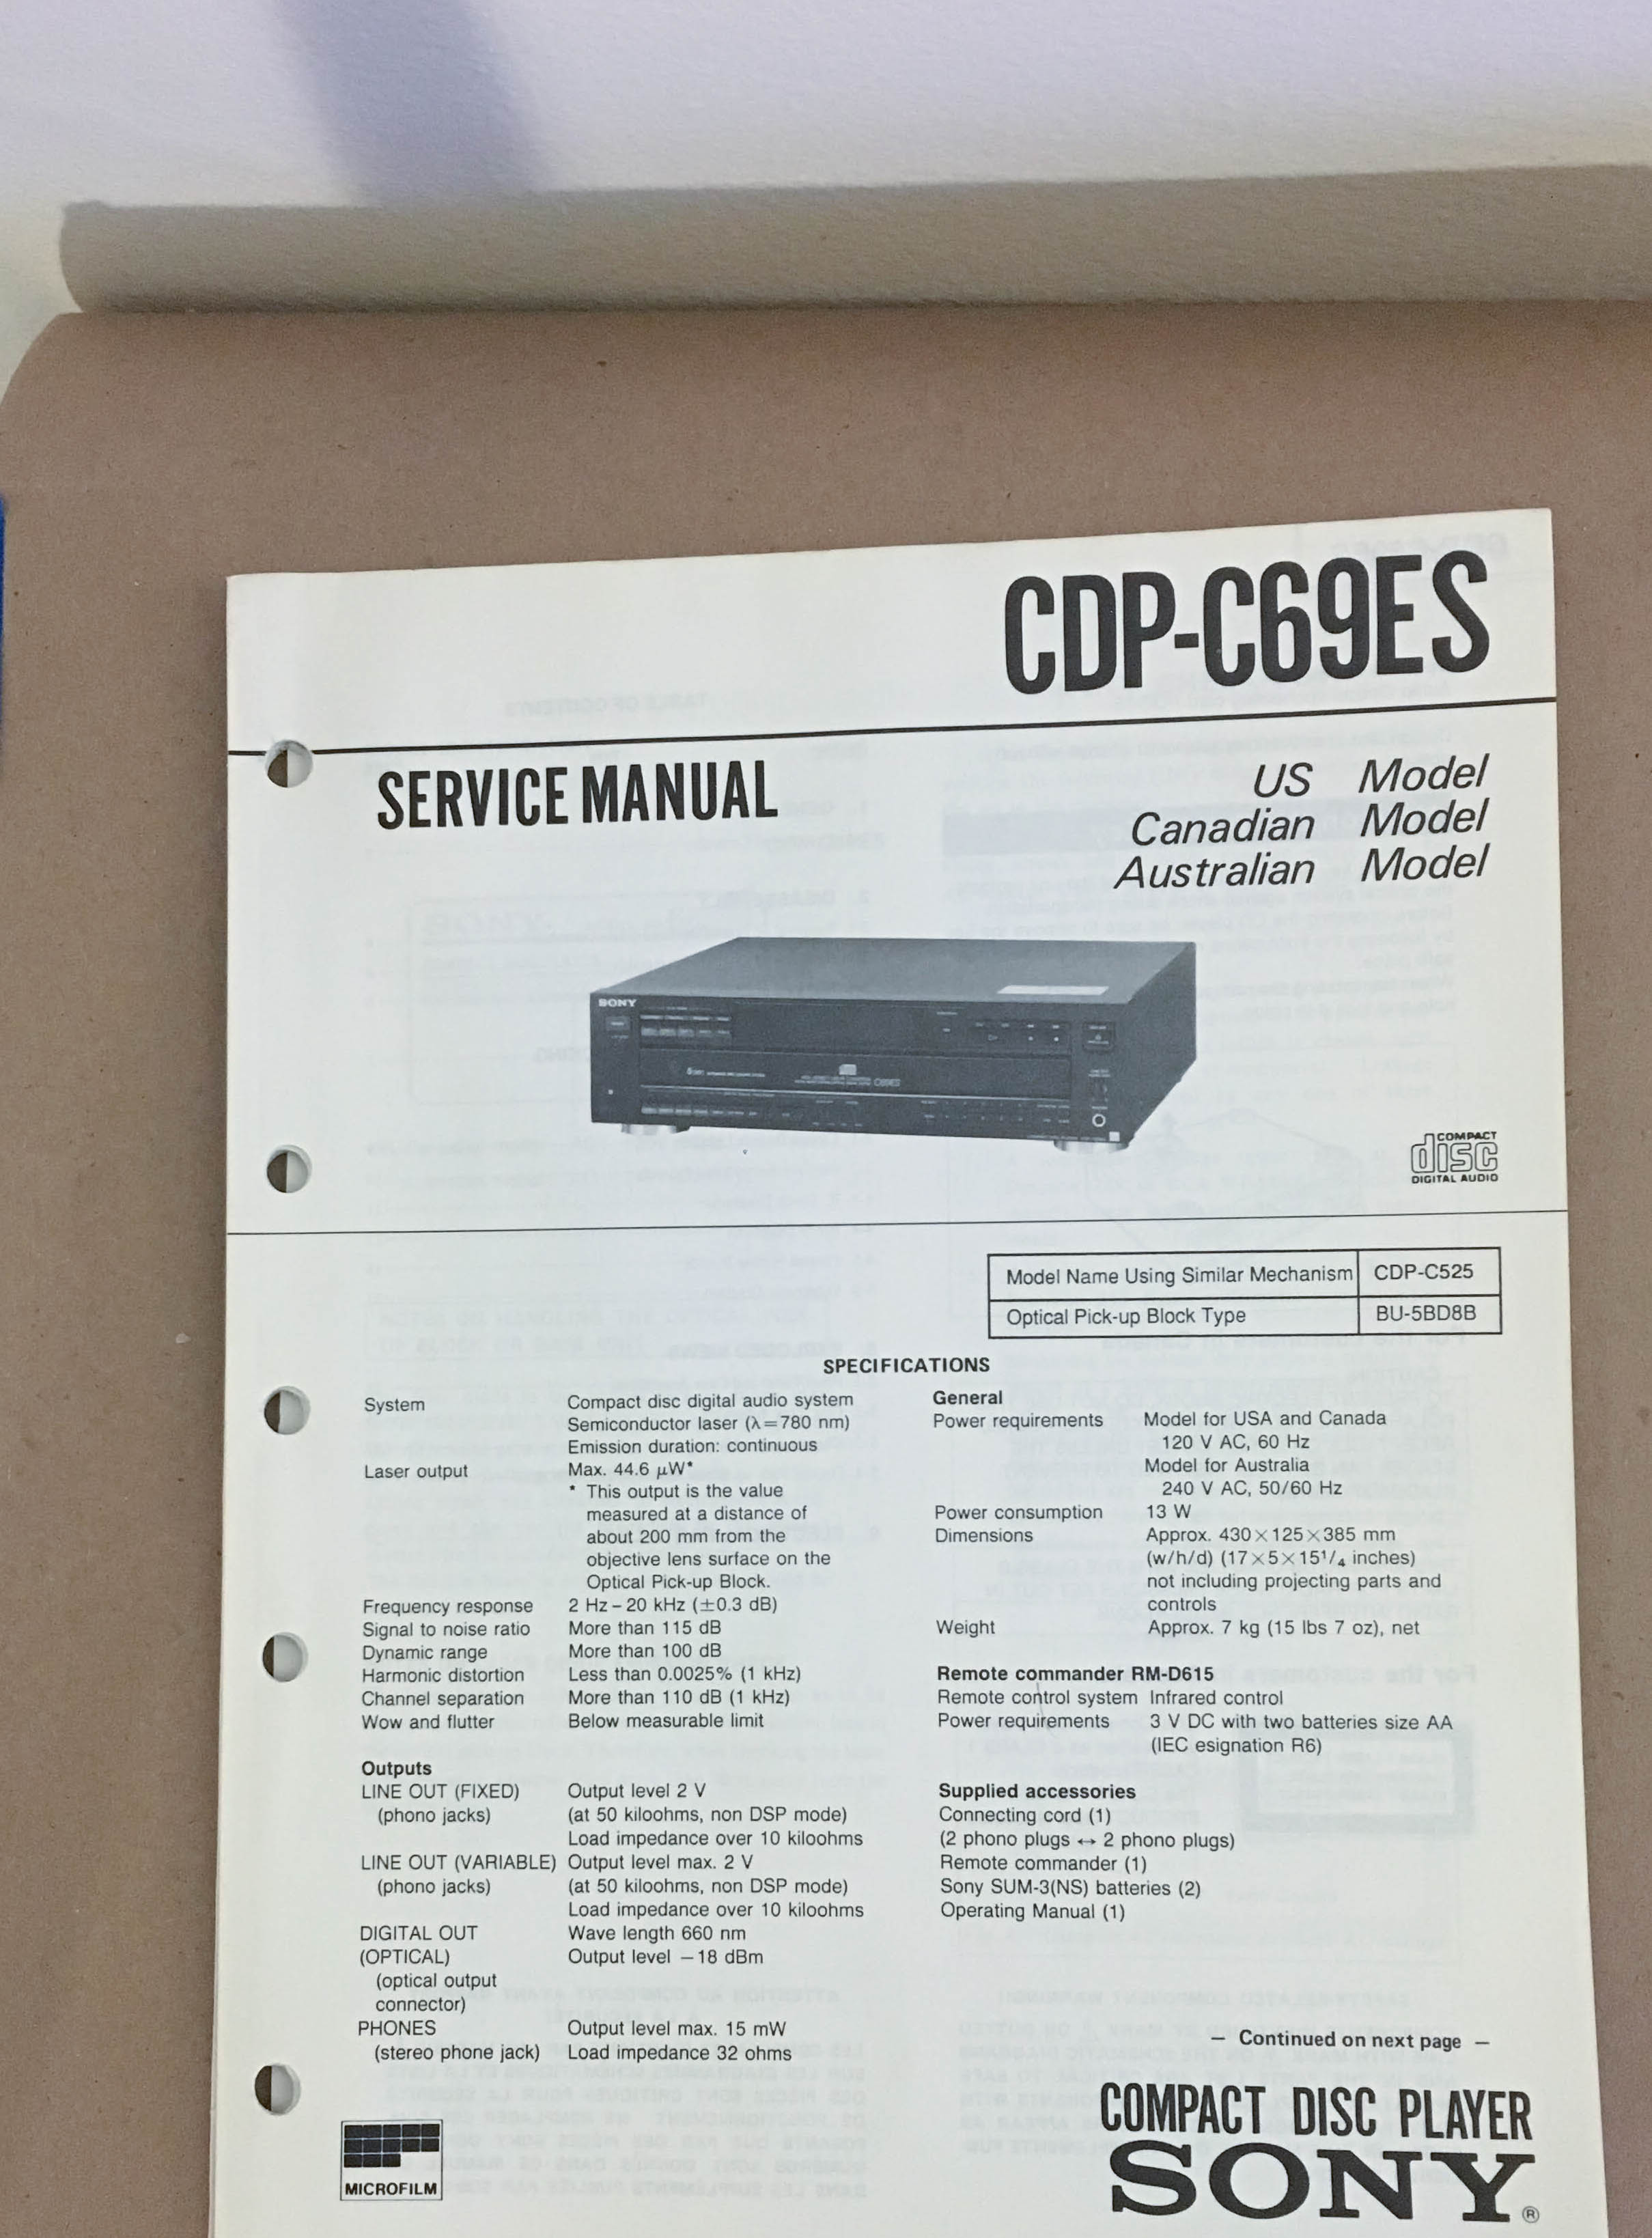 CDP-C69ES
SERVICE MANUAL
US Model
Canadian Model
Australian Model
SONY
COMPACT
disc
DIGITAL AUDIO
Model Name Using Similar Mechanism CDP-C525
Optical Pick-up Block Type BU-5BD8B
SPECIFICATIONS
System Compact disc digital audio system
Semiconductor laser (λ=780 nm)
Emission duration: continuous
Laser output Max. 44.6 μW*
* This output is the value
measured at a distance of
about 200 mm from the
objective lens surface on the
Optical Pick-up Block.
Frequency response 2 Hz – 20 kHz (±0.3 dB)
Signal to noise ratio More than 115 dB
Dynamic range More than 100 dB
Harmonic distortion Less than 0.0025% (1 kHz)
Channel separation More than 110 dB (1 kHz)
Wow and flutter Below measurable limit
Outputs
LINE OUT (FIXED) Output level 2 V
(phono jacks) (at 50 kiloohms, non DSP mode)
Load impedance over 10 kiloohms
LINE OUT (VARIABLE) Output level max. 2 V
(phono jacks) (at 50 kiloohms, non DSP mode)
Load impedance over 10 kiloohms
DIGITAL OUT Wave length 660 nm
(OPTICAL) Output level −18 dBm
(optical output
connector)
PHONES Output level max. 15 mW
(stereo phone jack) Load impedance 32 ohms
General
Power requirements Model for USA and Canada
120 V AC, 60 Hz
Model for Australia
240 V AC, 50/60 Hz
Power consumption 13 W
Dimensions Approx. 430×125×385 mm
(w/h/d) (17×5×15¹/₄ inches)
not including projecting parts and
controls
Weight Approx. 7 kg (15 lbs 7 oz), net
Remote commander RM-D615
Remote control system Infrared control
Power requirements 3 V DC with two batteries size AA
(IEC esignation R6)
Supplied accessories
Connecting cord (1)
(2 phono plugs ↔ 2 phono plugs)
Remote commander (1)
Sony SUM-3(NS) batteries (2)
Operating Manual (1)
– Continued on next page –
MICROFILM
COMPACT DISC PLAYER
SONY®